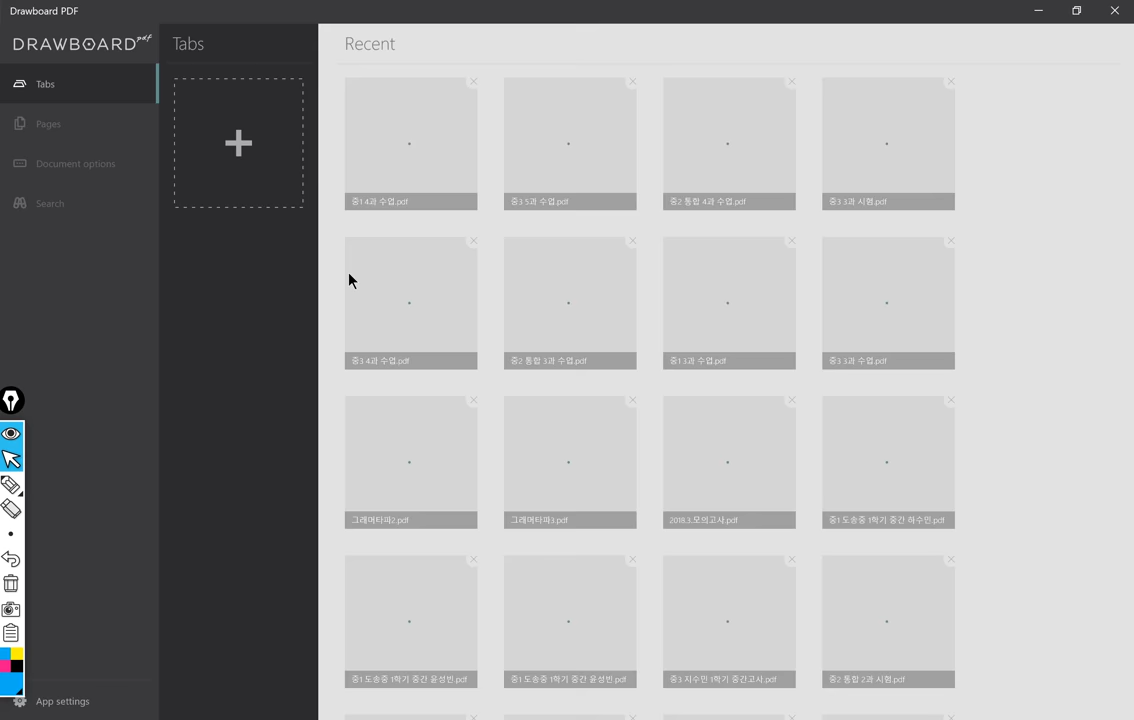 Drawboard PDF
DRAWBOARD pdf
Tabs
Recent
Tabs
Pages
Document options
Search
중1 4과 수업.pdf
중3 5과 수업.pdf
중2 통합 4과 수업.pdf
중3 3과 시험.pdf
중3 4과 수업.pdf
중2 통합 3과 수업.pdf
중1 3과 수업.pdf
중3 3과 수업.pdf
그래머타파2.pdf
그래머타파3.pdf
2018.3.모의고사.pdf
중1 도송중 1학기 중간 하수민.pdf
중1 도송중 1학기 중간 윤성빈.pdf
중1 도송중 1학기 중간 윤성빈.pdf
중3 지수민 1학기 중간고사.pdf
중2 통합 2과 시험.pdf
App settings